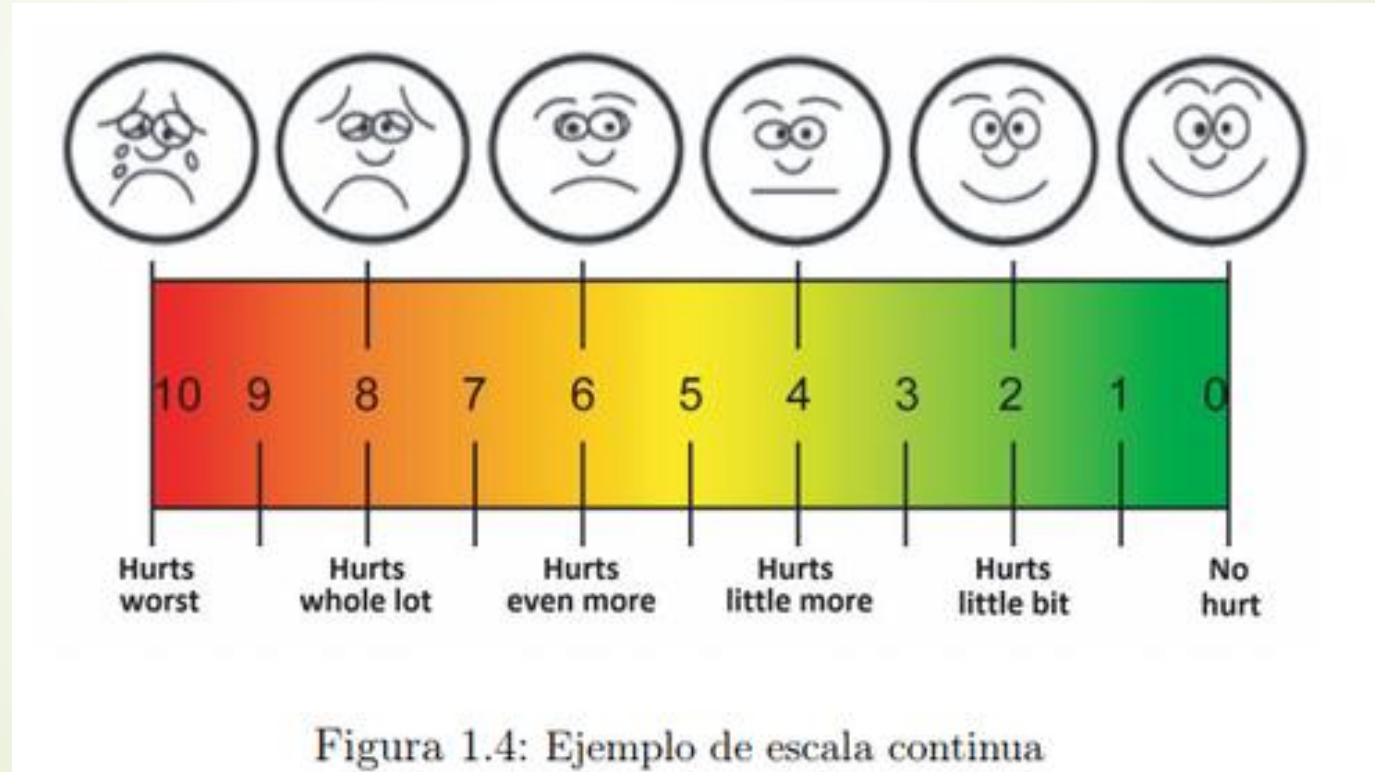 10 9 8 7 6 5 4 3 2 1 0
Hurts worst
Hurts whole lot
Hurts even more
Hurts little more
Hurts little bit
No hurt
Figura 1.4: Ejemplo de escala continua